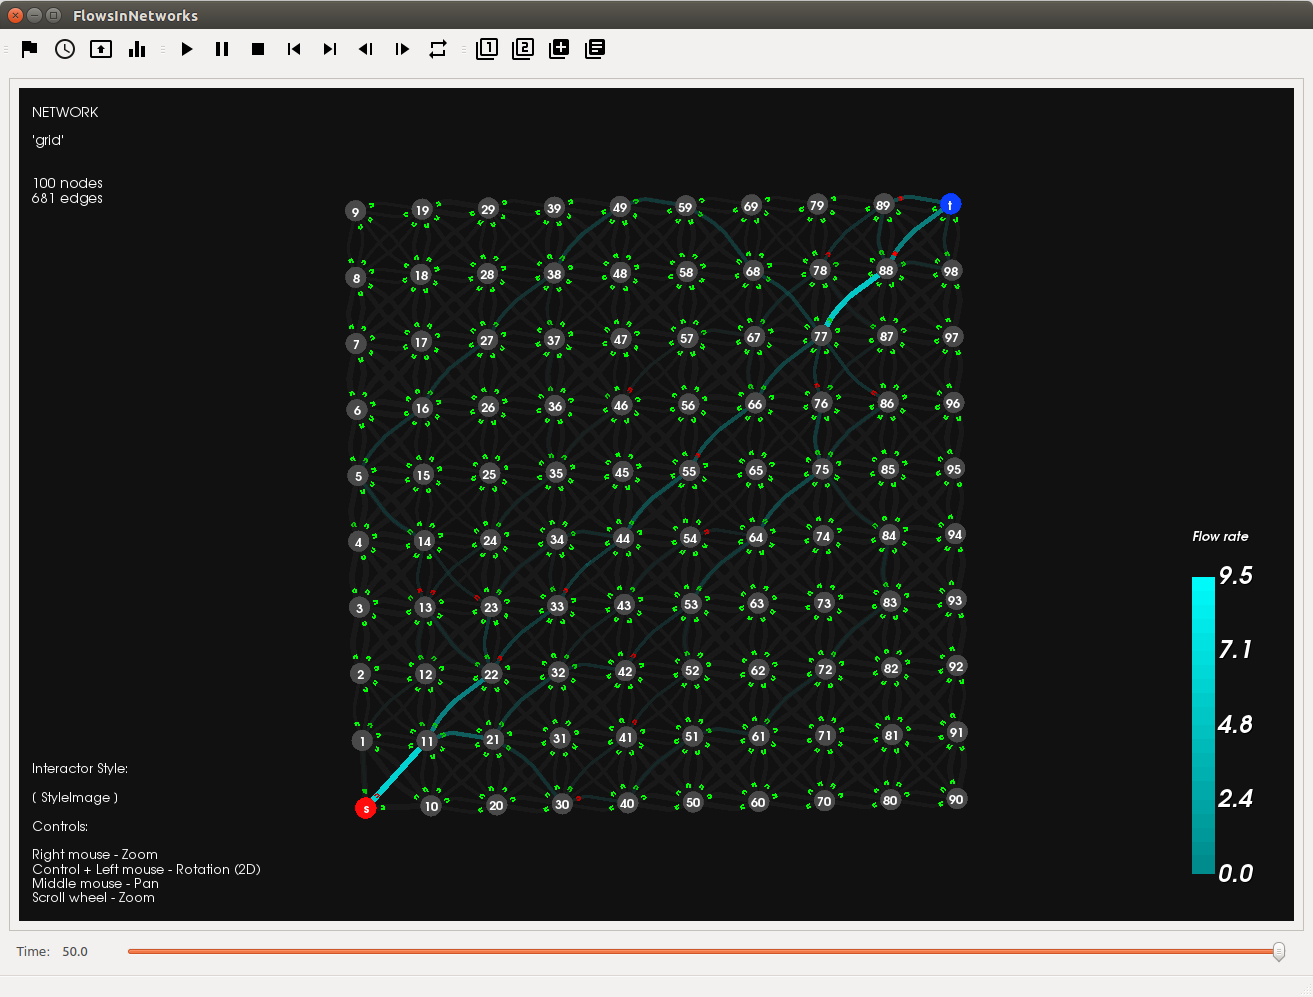 FlowsInNetworks
1
2
NETWORK
'grid'
100 nodes
681 edges
9 19 29 39 49 59 69 79 89 t
8 18 28 38 48 58 68 78 88 98
7 17 27 37 47 57 67 77 87 97
6 16 26 36 46 56 66 76 86 96
5 15 25 35 45 55 65 75 85 95
4 14 24 34 44 54 64 74 84 94
3 13 23 33 43 53 63 73 83 93
2 12 22 32 42 52 62 72 82 92
1 11 21 31 41 51 61 71 81 91
s 10 20 30 40 50 60 70 80 90
Flow rate
9.5
7.1
4.8
2.4
0.0
Interactor Style:
( StyleImage )
Controls:
Right mouse - Zoom
Control + Left mouse - Rotation (2D)
Middle mouse - Pan
Scroll wheel - Zoom
Time: 50.0